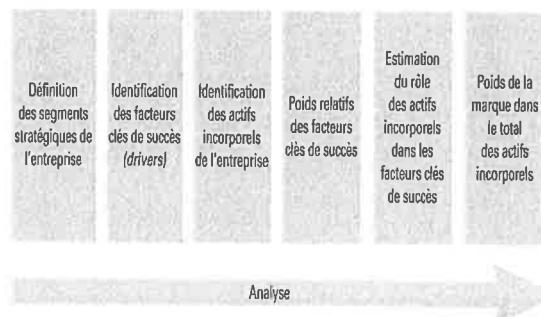 Définition
des segments
stratégiques de
l'entreprise
Identification
des facteurs
clés de succès
(drivers)
Identification
des actifs
incorporels
de l'entreprise
Poids relatifs
des facteurs
clès de succès
Estimation
du rôle
des actifs
incorporels
dans les
facteurs clés
de succès
Poids de la
marque dans
le total
des actifs
incorporels
Analyse